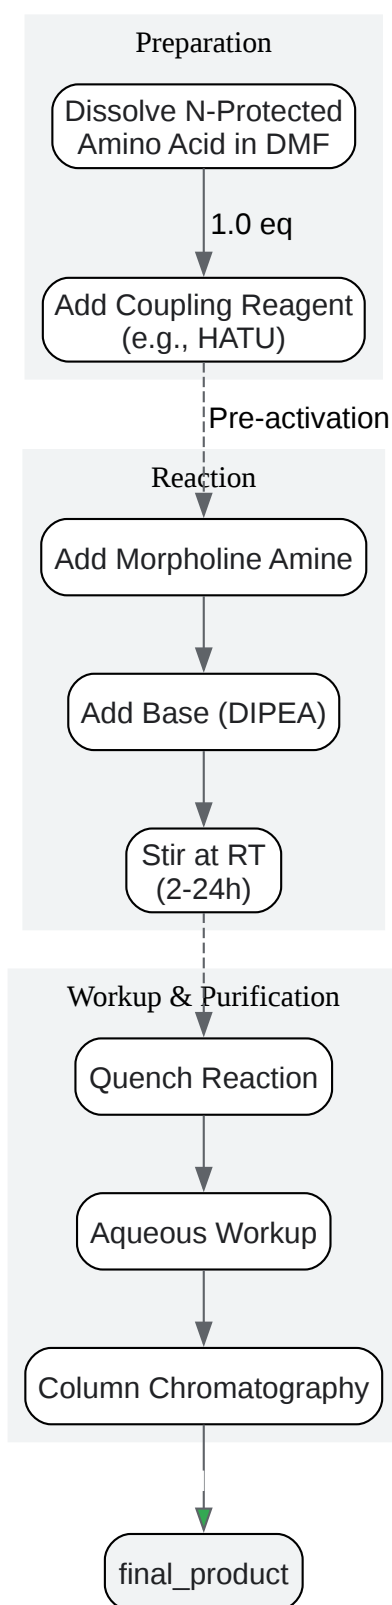 Preparation
Dissolve N-Protected
Amino Acid in DMF
1.0 eq
Add Coupling Reagent
(e.g., HATU)
Pre-activation
Reaction
Add Morpholine Amine
Add Base (DIPEA)
Stir at RT
(2-24h)
Workup & Purification
Quench Reaction
Aqueous Workup
Column Chromatography
final_product